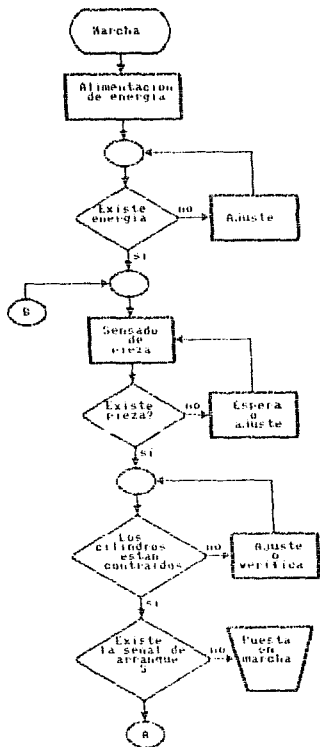 Marcha
Alimentacion
de energia
Existe
energia
no
Ajuste
si
B
Sensado
de
pieza
Existe
pieza?
no
Espera
o
ajuste
si
Los
cilindros
estan
contraidos
no
Ajuste
o
verifica
si
Existe
la señal de
arranque
S
no
Puesta
en
marcha
A